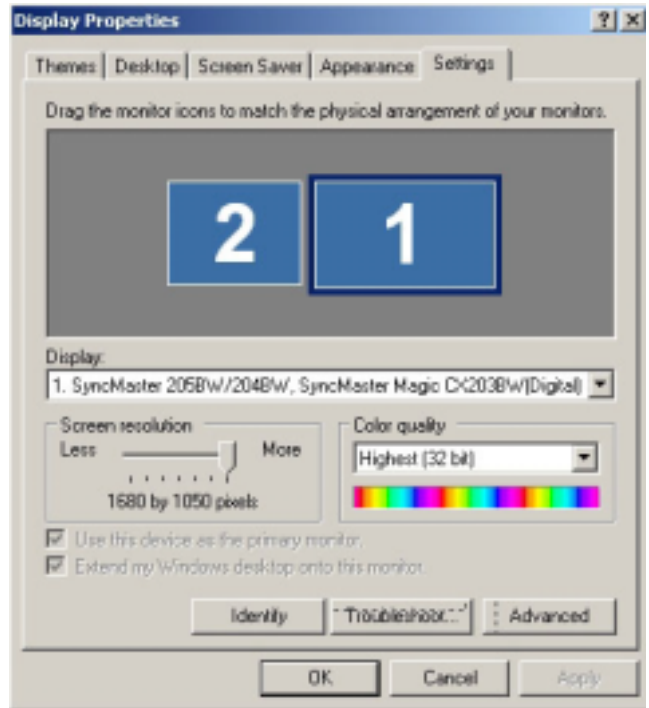 Display Properties
Themes Desktop Screen Saver Appearance Settings
Drag the monitor icons to match the physical arrangement of your monitors.
2 1
Display:
1. SyncMaster 205BW/204BW, SyncMaster Magic CX203BW(Digital)
Screen resolution
Less More
1680 by 1050 pixels
Color quality
Highest (32 bit)
Use this device as the primary monitor.
Extend my Windows desktop onto this monitor.
Identify Troubleshoot... Advanced
OK Cancel Apply